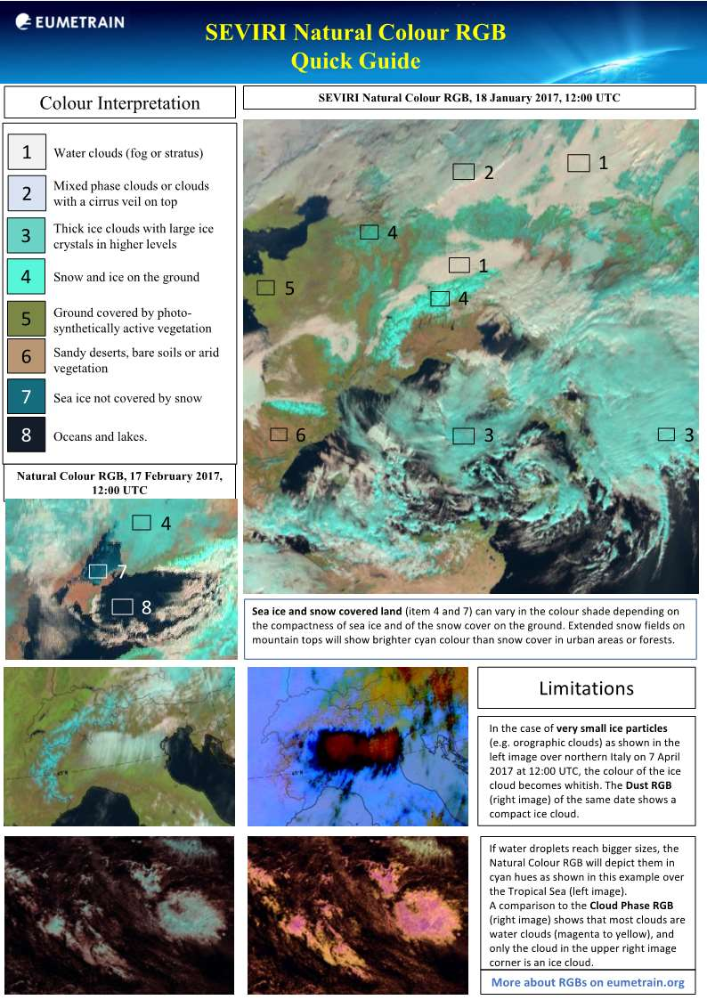 EUMETRAIN
SEVIRI Natural Colour RGB
Quick Guide
Colour Interpretation
1 Water clouds (fog or stratus)
2 Mixed phase clouds or clouds
with a cirrus veil on top
3 Thick ice clouds with large ice
crystals in higher levels
4 Snow and ice on the ground
5 Ground covered by photo-
synthetically active vegetation
6 Sandy deserts, bare soils or arid
vegetation
7 Sea ice not covered by snow
8 Oceans and lakes.
SEVIRI Natural Colour RGB, 18 January 2017, 12:00 UTC
1
2
4
1
5
4
6
3
3
Natural Colour RGB, 17 February 2017,
12:00 UTC
4
7
8
Sea ice and snow covered land (item 4 and 7) can vary in the colour shade depending on
the compactness of sea ice and of the snow cover on the ground. Extended snow fields on
mountain tops will show brighter cyan colour than snow cover in urban areas or forests.
Limitations
In the case of very small ice particles
(e.g. orographic clouds) as shown in the
left image over northern Italy on 7 April
2017 at 12:00 UTC, the colour of the ice
cloud becomes whitish. The Dust RGB
(right image) of the same date shows a
compact ice cloud.
If water droplets reach bigger sizes, the
Natural Colour RGB will depict them in
cyan hues as shown in this example over
the Tropical Sea (left image).
A comparison to the Cloud Phase RGB
(right image) shows that most clouds are
water clouds (magenta to yellow), and
only the cloud in the upper right image
corner is an ice cloud.
More about RGBs on eumetrain.org